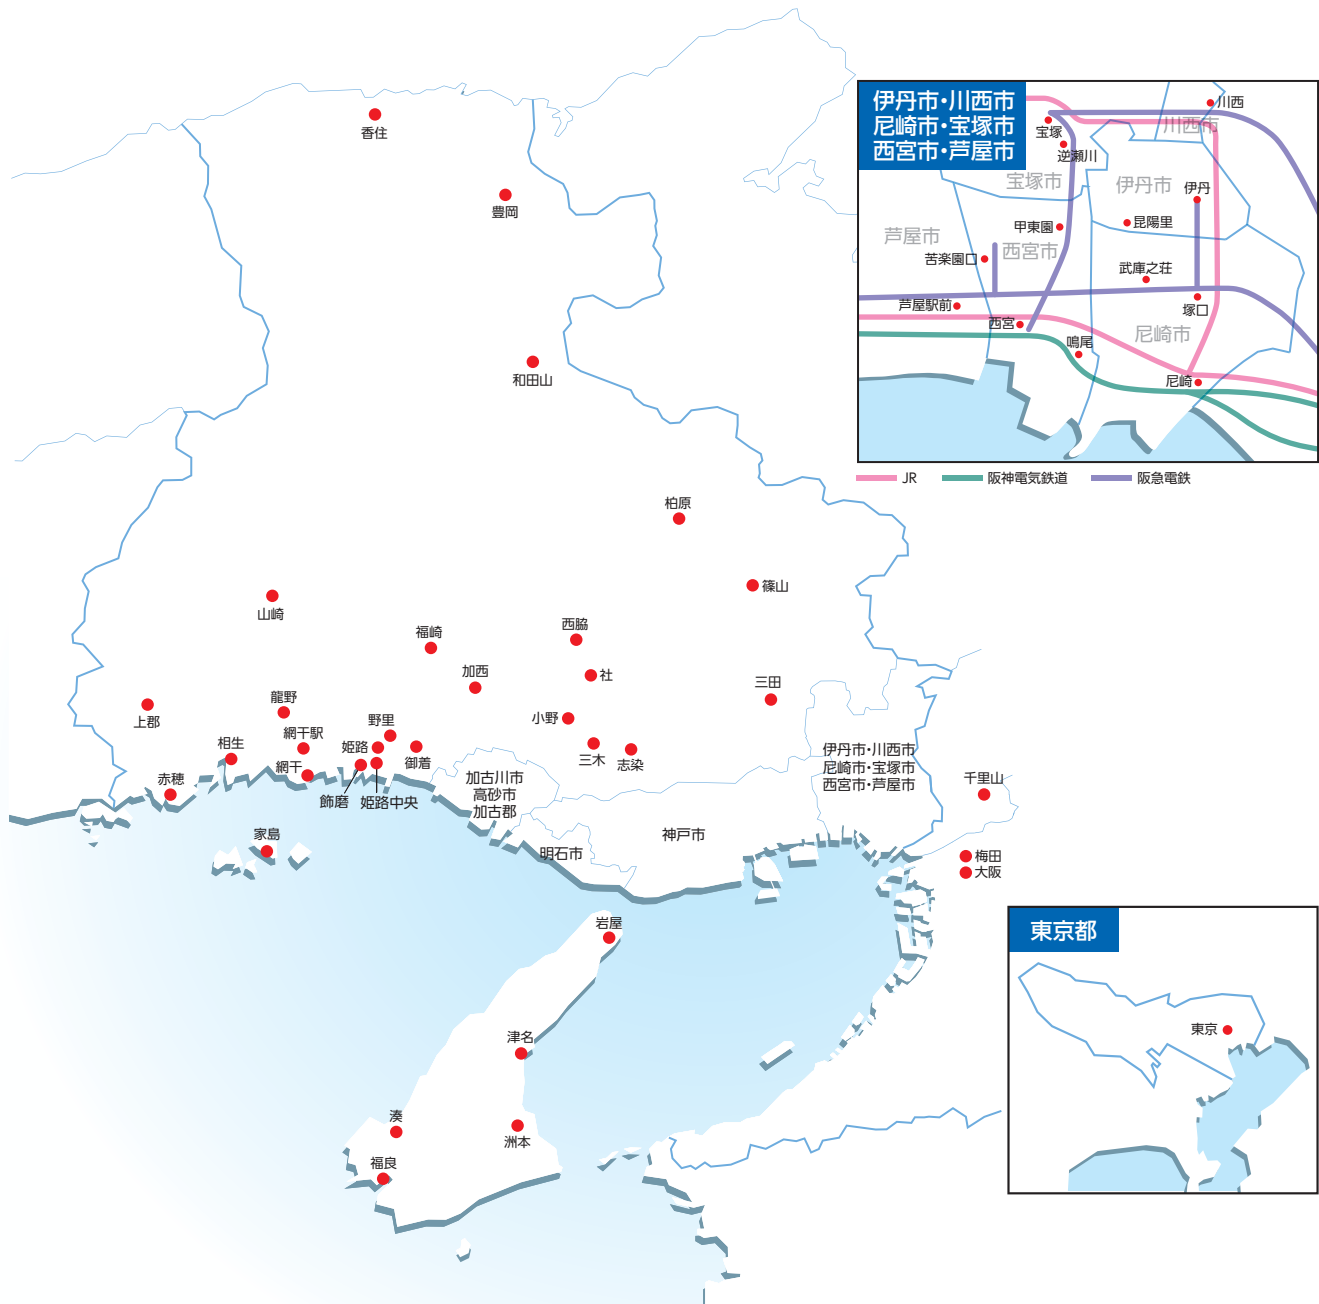 香住
豊岡
和田山
柏原
篠山
山崎
福崎
西脇
加西
社
三田
上郡
龍野
小野
野里
網干駅
相生
姫路
御着
三木
志染
網干
赤穂
飾磨
姫路中央
加古川市
高砂市
加古郡
伊丹市・川西市
尼崎市・宝塚市
西宮市・芦屋市
千里山
家島
明石市
神戸市
梅田
大阪
岩屋
津名
湊
洲本
福良
伊丹市・川西市
尼崎市・宝塚市
西宮市・芦屋市
川西
川西市
宝塚
逆瀬川
宝塚市
伊丹市
伊丹
甲東園
昆陽里
芦屋市
西宮市
苦楽園口
武庫之荘
芦屋駅前
塚口
西宮
尼崎市
鳴尾
尼崎
JR
阪神電気鉄道
阪急電鉄
東京都
東京